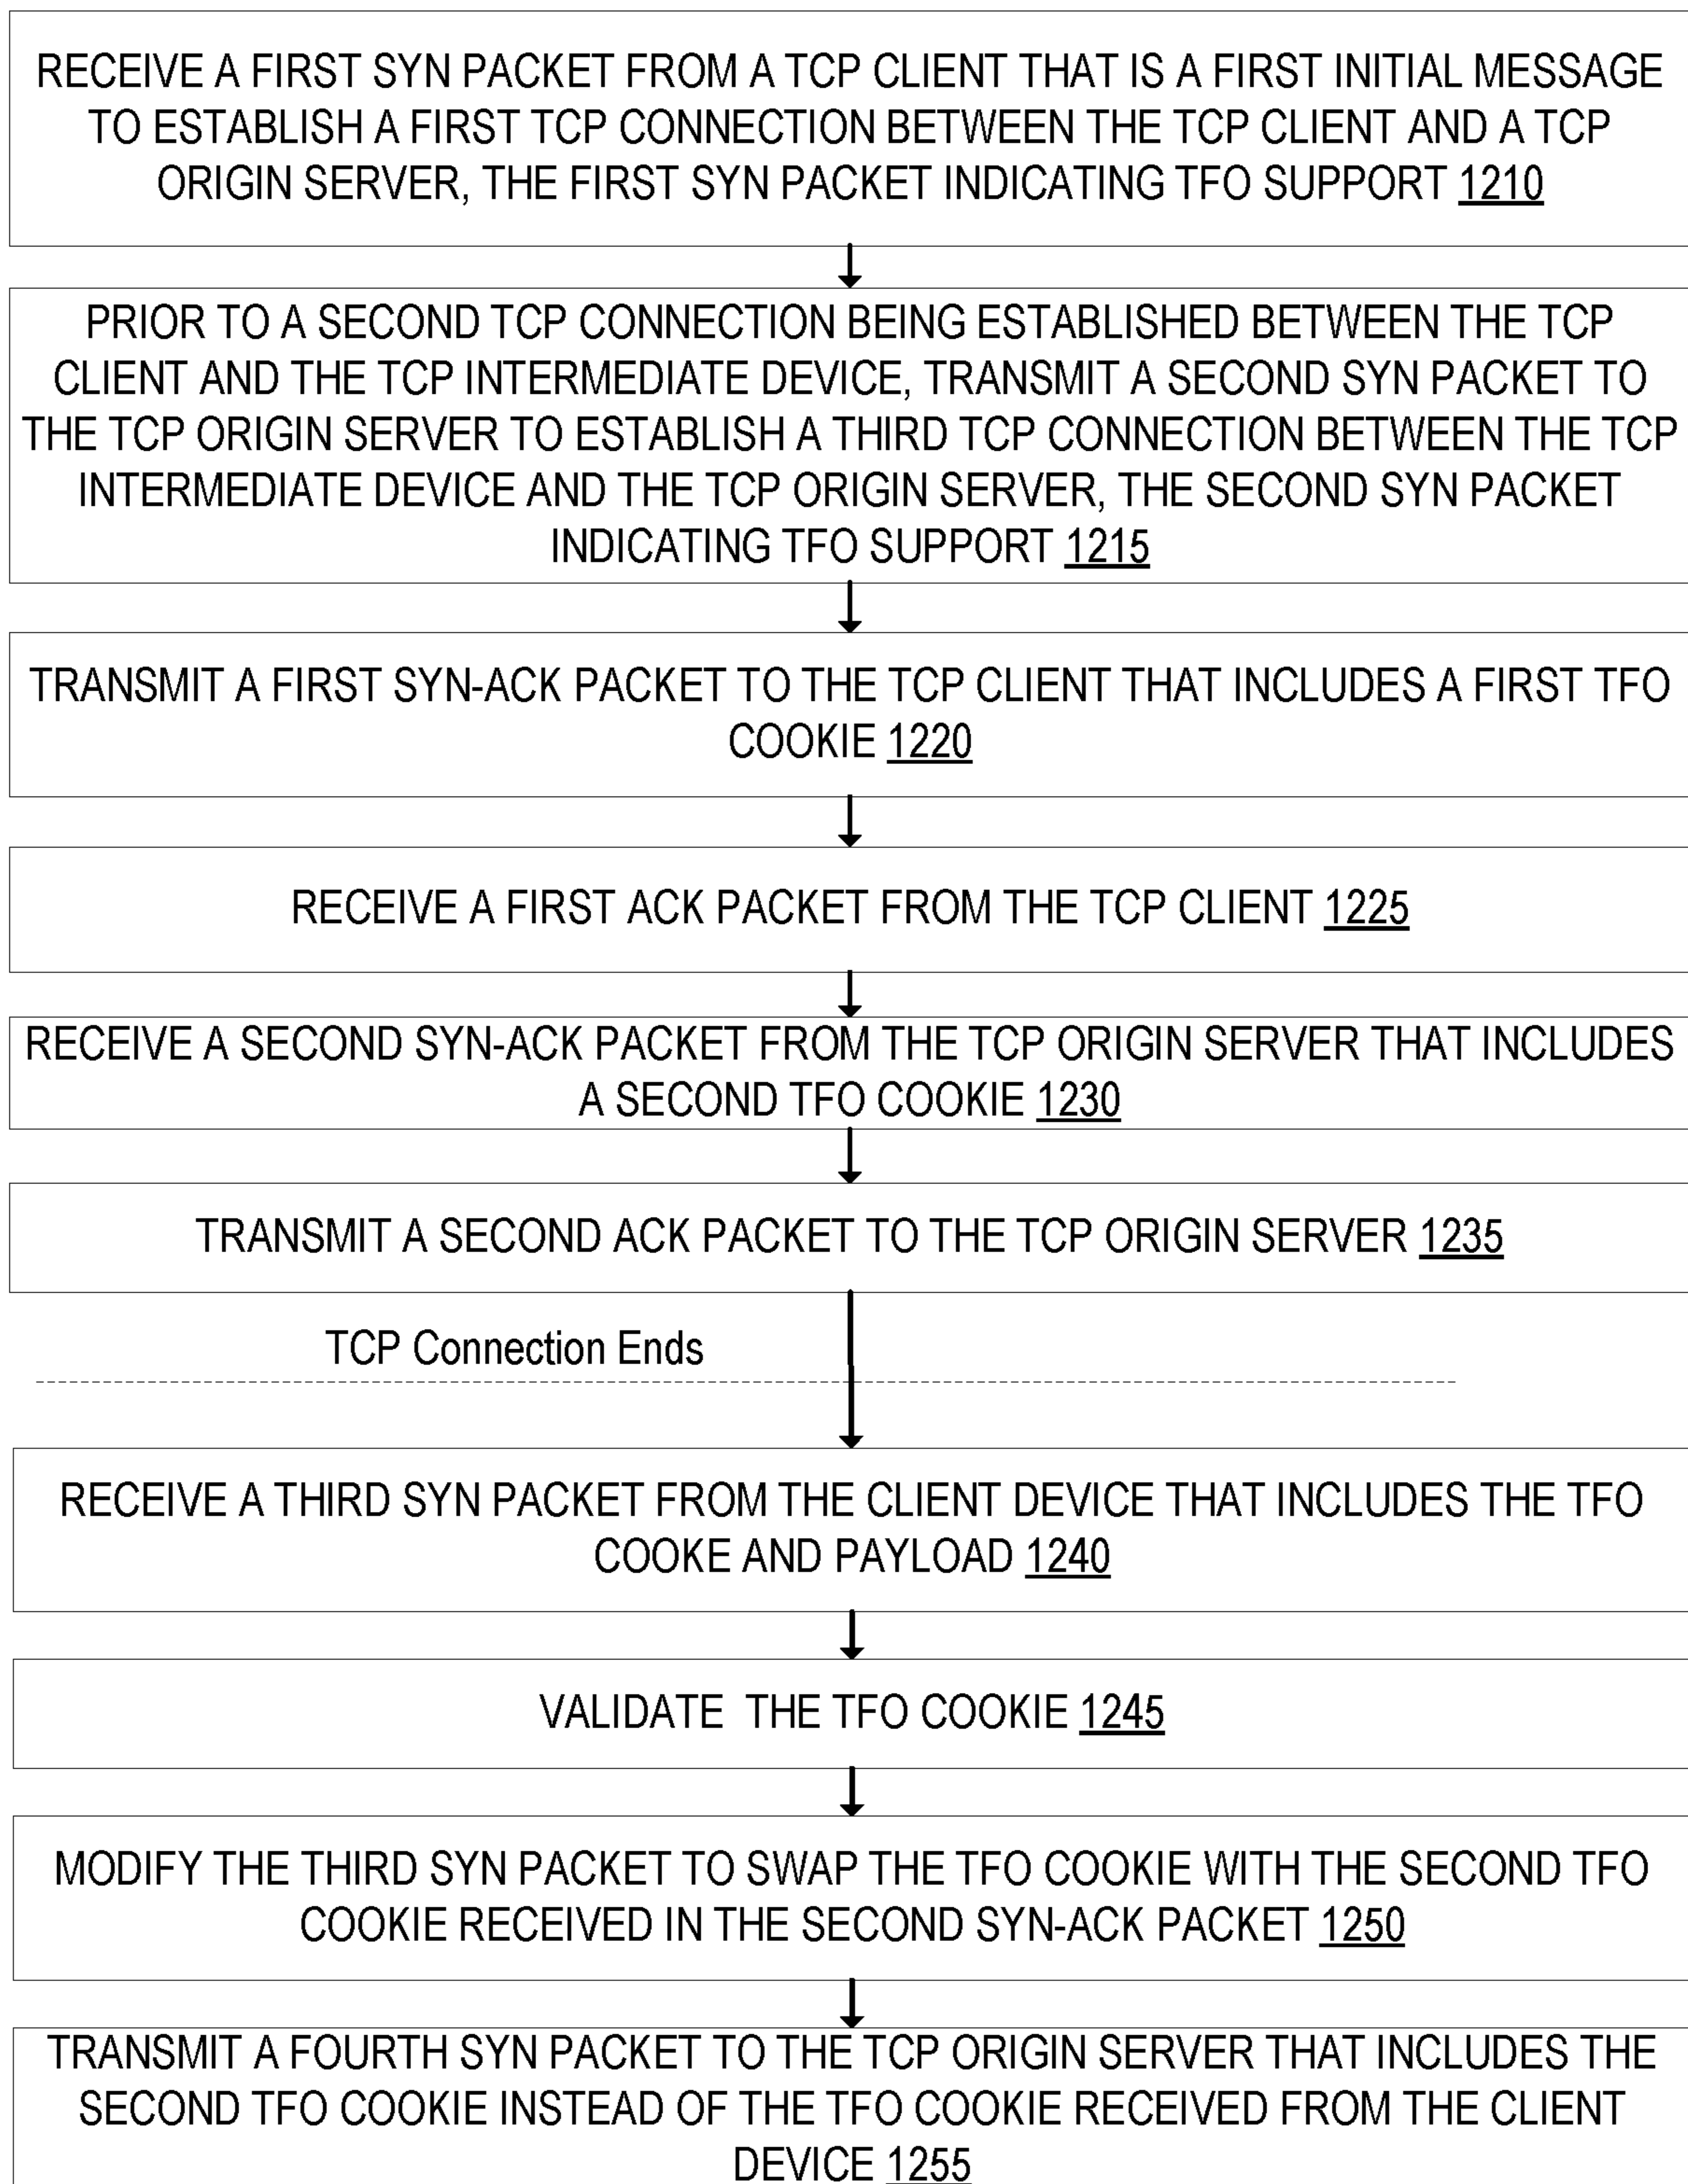 RECEIVE A FIRST SYN PACKET FROM A TCP CLIENT THAT IS A FIRST INITIAL MESSAGE
TO ESTABLISH A FIRST TCP CONNECTION BETWEEN THE TCP CLIENT AND A TCP
ORIGIN SERVER, THE FIRST SYN PACKET INDICATING TFO SUPPORT 1210
PRIOR TO A SECOND TCP CONNECTION BEING ESTABLISHED BETWEEN THE TCP
CLIENT AND THE TCP INTERMEDIATE DEVICE, TRANSMIT A SECOND SYN PACKET TO
THE TCP ORIGIN SERVER TO ESTABLISH A THIRD TCP CONNECTION BETWEEN THE TCP
INTERMEDIATE DEVICE AND THE TCP ORIGIN SERVER, THE SECOND SYN PACKET
INDICATING TFO SUPPORT 1215
TRANSMIT A FIRST SYN-ACK PACKET TO THE TCP CLIENT THAT INCLUDES A FIRST TFO
COOKIE 1220
RECEIVE A FIRST ACK PACKET FROM THE TCP CLIENT 1225
RECEIVE A SECOND SYN-ACK PACKET FROM THE TCP ORIGIN SERVER THAT INCLUDES
A SECOND TFO COOKIE 1230
TRANSMIT A SECOND ACK PACKET TO THE TCP ORIGIN SERVER 1235
TCP Connection Ends
RECEIVE A THIRD SYN PACKET FROM THE CLIENT DEVICE THAT INCLUDES THE TFO
COOKE AND PAYLOAD 1240
VALIDATE THE TFO COOKIE 1245
MODIFY THE THIRD SYN PACKET TO SWAP THE TFO COOKIE WITH THE SECOND TFO
COOKIE RECEIVED IN THE SECOND SYN-ACK PACKET 1250
TRANSMIT A FOURTH SYN PACKET TO THE TCP ORIGIN SERVER THAT INCLUDES THE
SECOND TFO COOKIE INSTEAD OF THE TFO COOKIE RECEIVED FROM THE CLIENT
DEVICE 1255